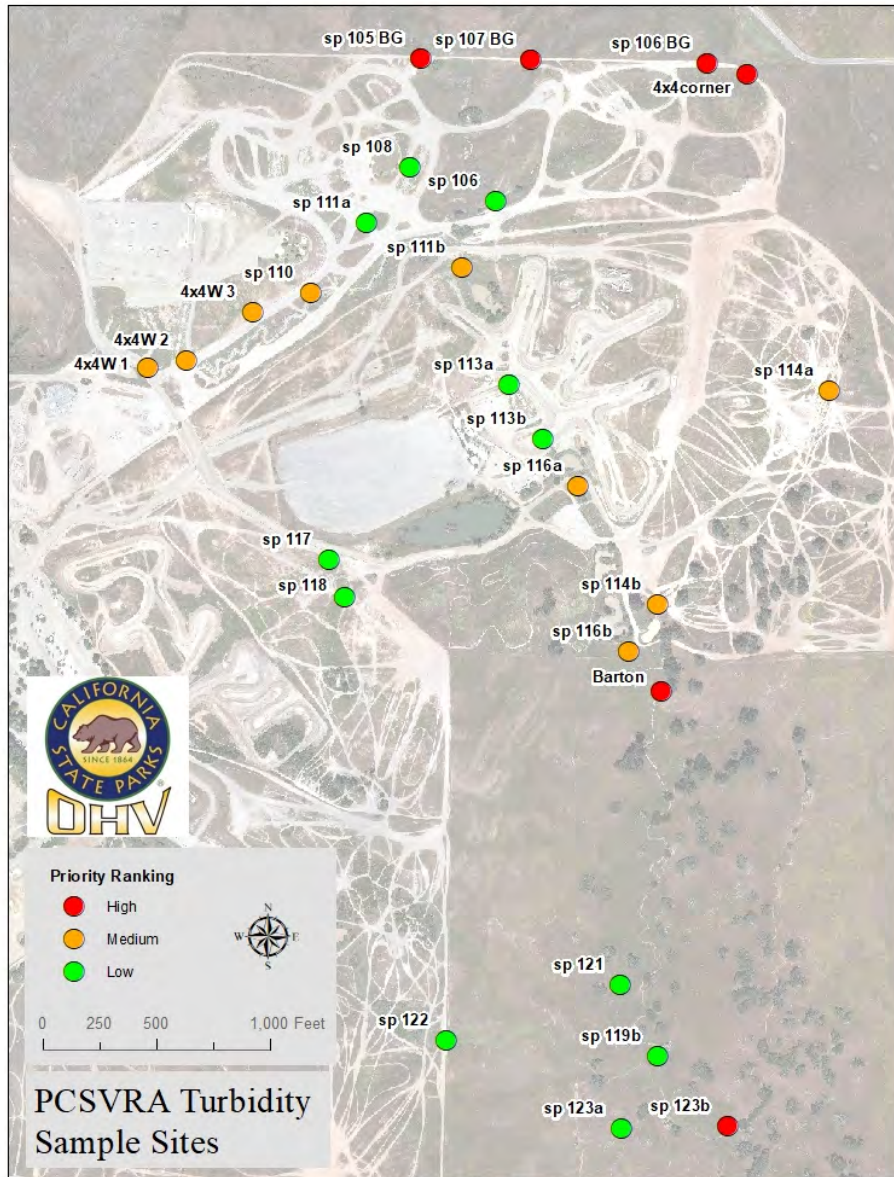 sp 105 BG
sp 107 BG
sp 106 BG
4x4corner
sp 108
sp 106
sp 111a
sp 111b
sp 110
4x4W 3
4x4W 2
4x4W 1
sp 113a
sp 114a
sp 113b
sp 116a
sp 117
sp 118
sp 114b
sp 116b
Barton
CALIFORNIA
SINCE 1864
STATE PARKS
OHV
®
Priority Ranking
High
Medium
Low
N
W E
S
0 250 500 1,000 Feet
sp 121
sp 122
sp 119b
sp 123a
sp 123b
PCSVRA Turbidity
Sample Sites